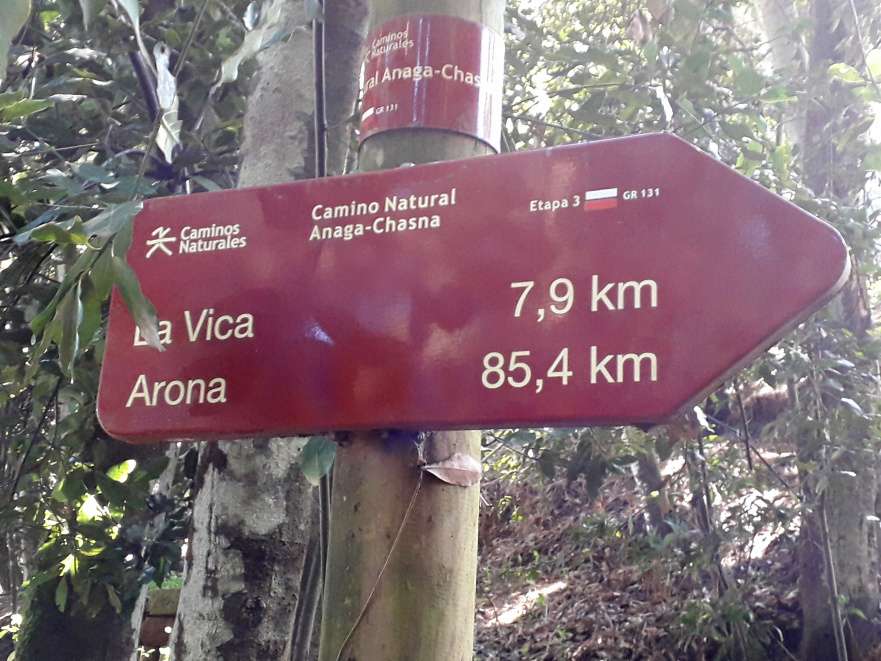 Caminos
Naturales
ral Anaga-Chas
GR 131
Caminos
Naturales
Camino Natural
Anaga-Chasna
Etapa 3 GR 131
La Vica 7,9 km
Arona 85,4 km